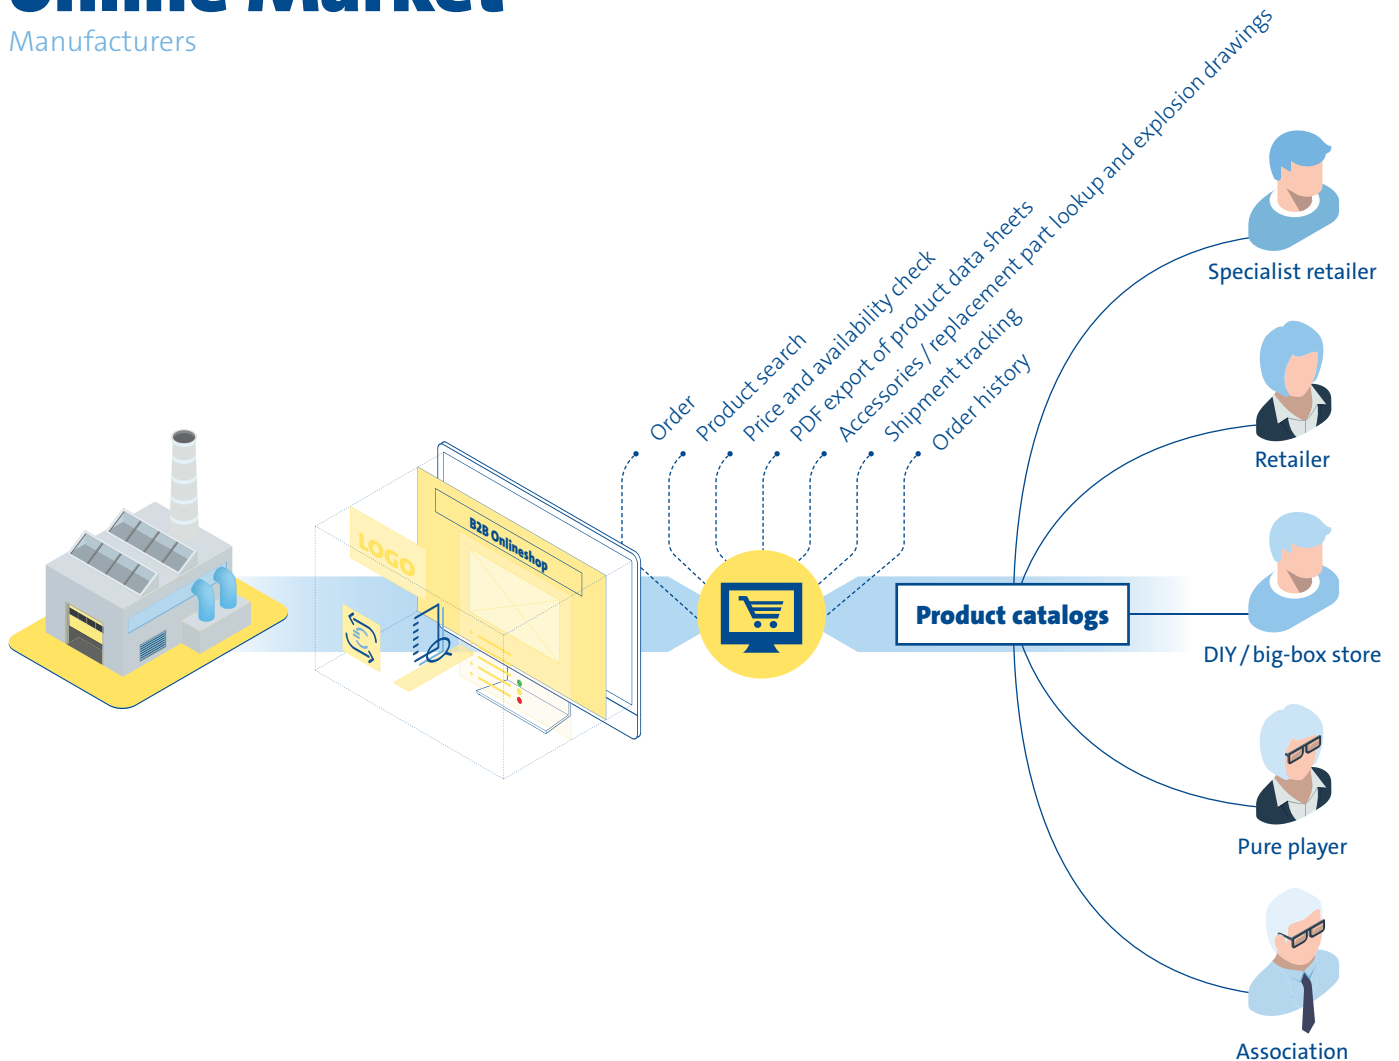 Online Market
Manufacturers
Order
Product search
Price and availability check
PDF export of product data sheets
Accessories / replacement part lookup and explosion drawings
Shipment tracking
Order history
LOGO
B2B Onlineshop
Product catalogs
Specialist retailer
Retailer
DIY / big-box store
Pure player
Association